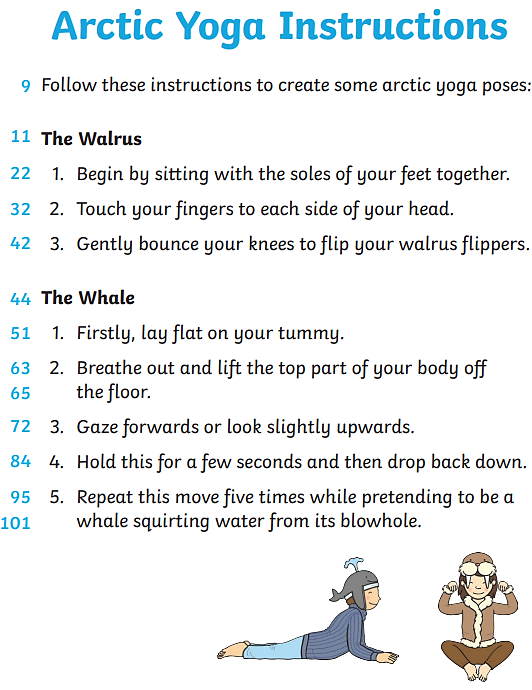 Arctic Yoga Instructions
9 Follow these instructions to create some arctic yoga poses:
11 The Walrus
22 1. Begin by sitting with the soles of your feet together.
32 2. Touch your fingers to each side of your head.
42 3. Gently bounce your knees to flip your walrus flippers.
44 The Whale
51 1. Firstly, lay flat on your tummy.
63 2. Breathe out and lift the top part of your body off
65 the floor.
72 3. Gaze forwards or look slightly upwards.
84 4. Hold this for a few seconds and then drop back down.
95 5. Repeat this move five times while pretending to be a
101 whale squirting water from its blowhole.